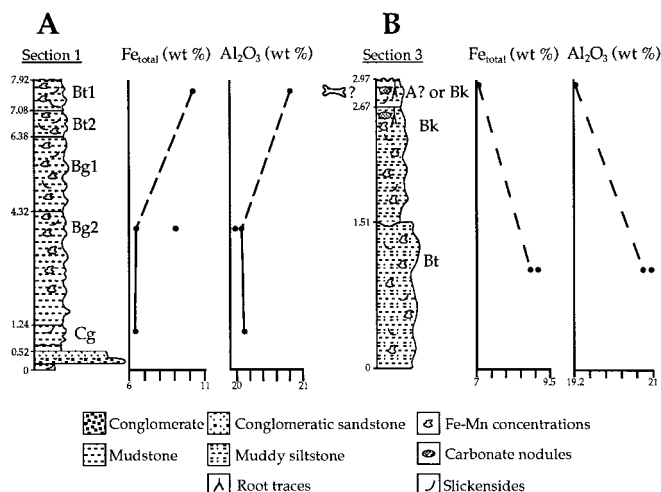 A
B
Section 1
Fe_total (wt %)
Al₂O₃ (wt %)
Section 3
Fe_total (wt %)
Al₂O₃ (wt %)
7.92
Bt1
7.08
Bt2
6.38
Bg1
4.32
Bg2
1.24
Cg
0.52
0
6
11
20
21
?
2.97
A? or Bk
2.67
Bk
1.51
Bt
0
7
9.5
19.2
21
Conglomerate
Conglomeratic sandstone
Fe-Mn concentrations
Mudstone
Muddy siltstone
Carbonate nodules
Root traces
Slickensides